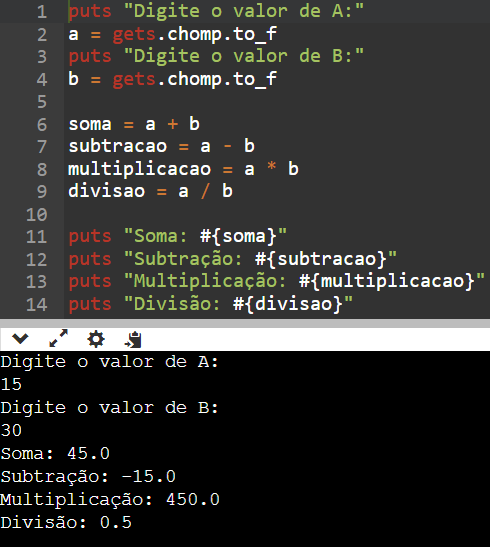 1 puts "Digite o valor de A:"
2 a = gets.chomp.to_f
3 puts "Digite o valor de B:"
4 b = gets.chomp.to_f
5
6 soma = a + b
7 subtracao = a - b
8 multiplicacao = a * b
9 divisao = a / b
10
11 puts "Soma: #{soma}"
12 puts "Subtração: #{subtracao}"
13 puts "Multiplicação: #{multiplicacao}"
14 puts "Divisão: #{divisao}"
Digite o valor de A:
15
Digite o valor de B:
30
Soma: 45.0
Subtração: -15.0
Multiplicação: 450.0
Divisão: 0.5